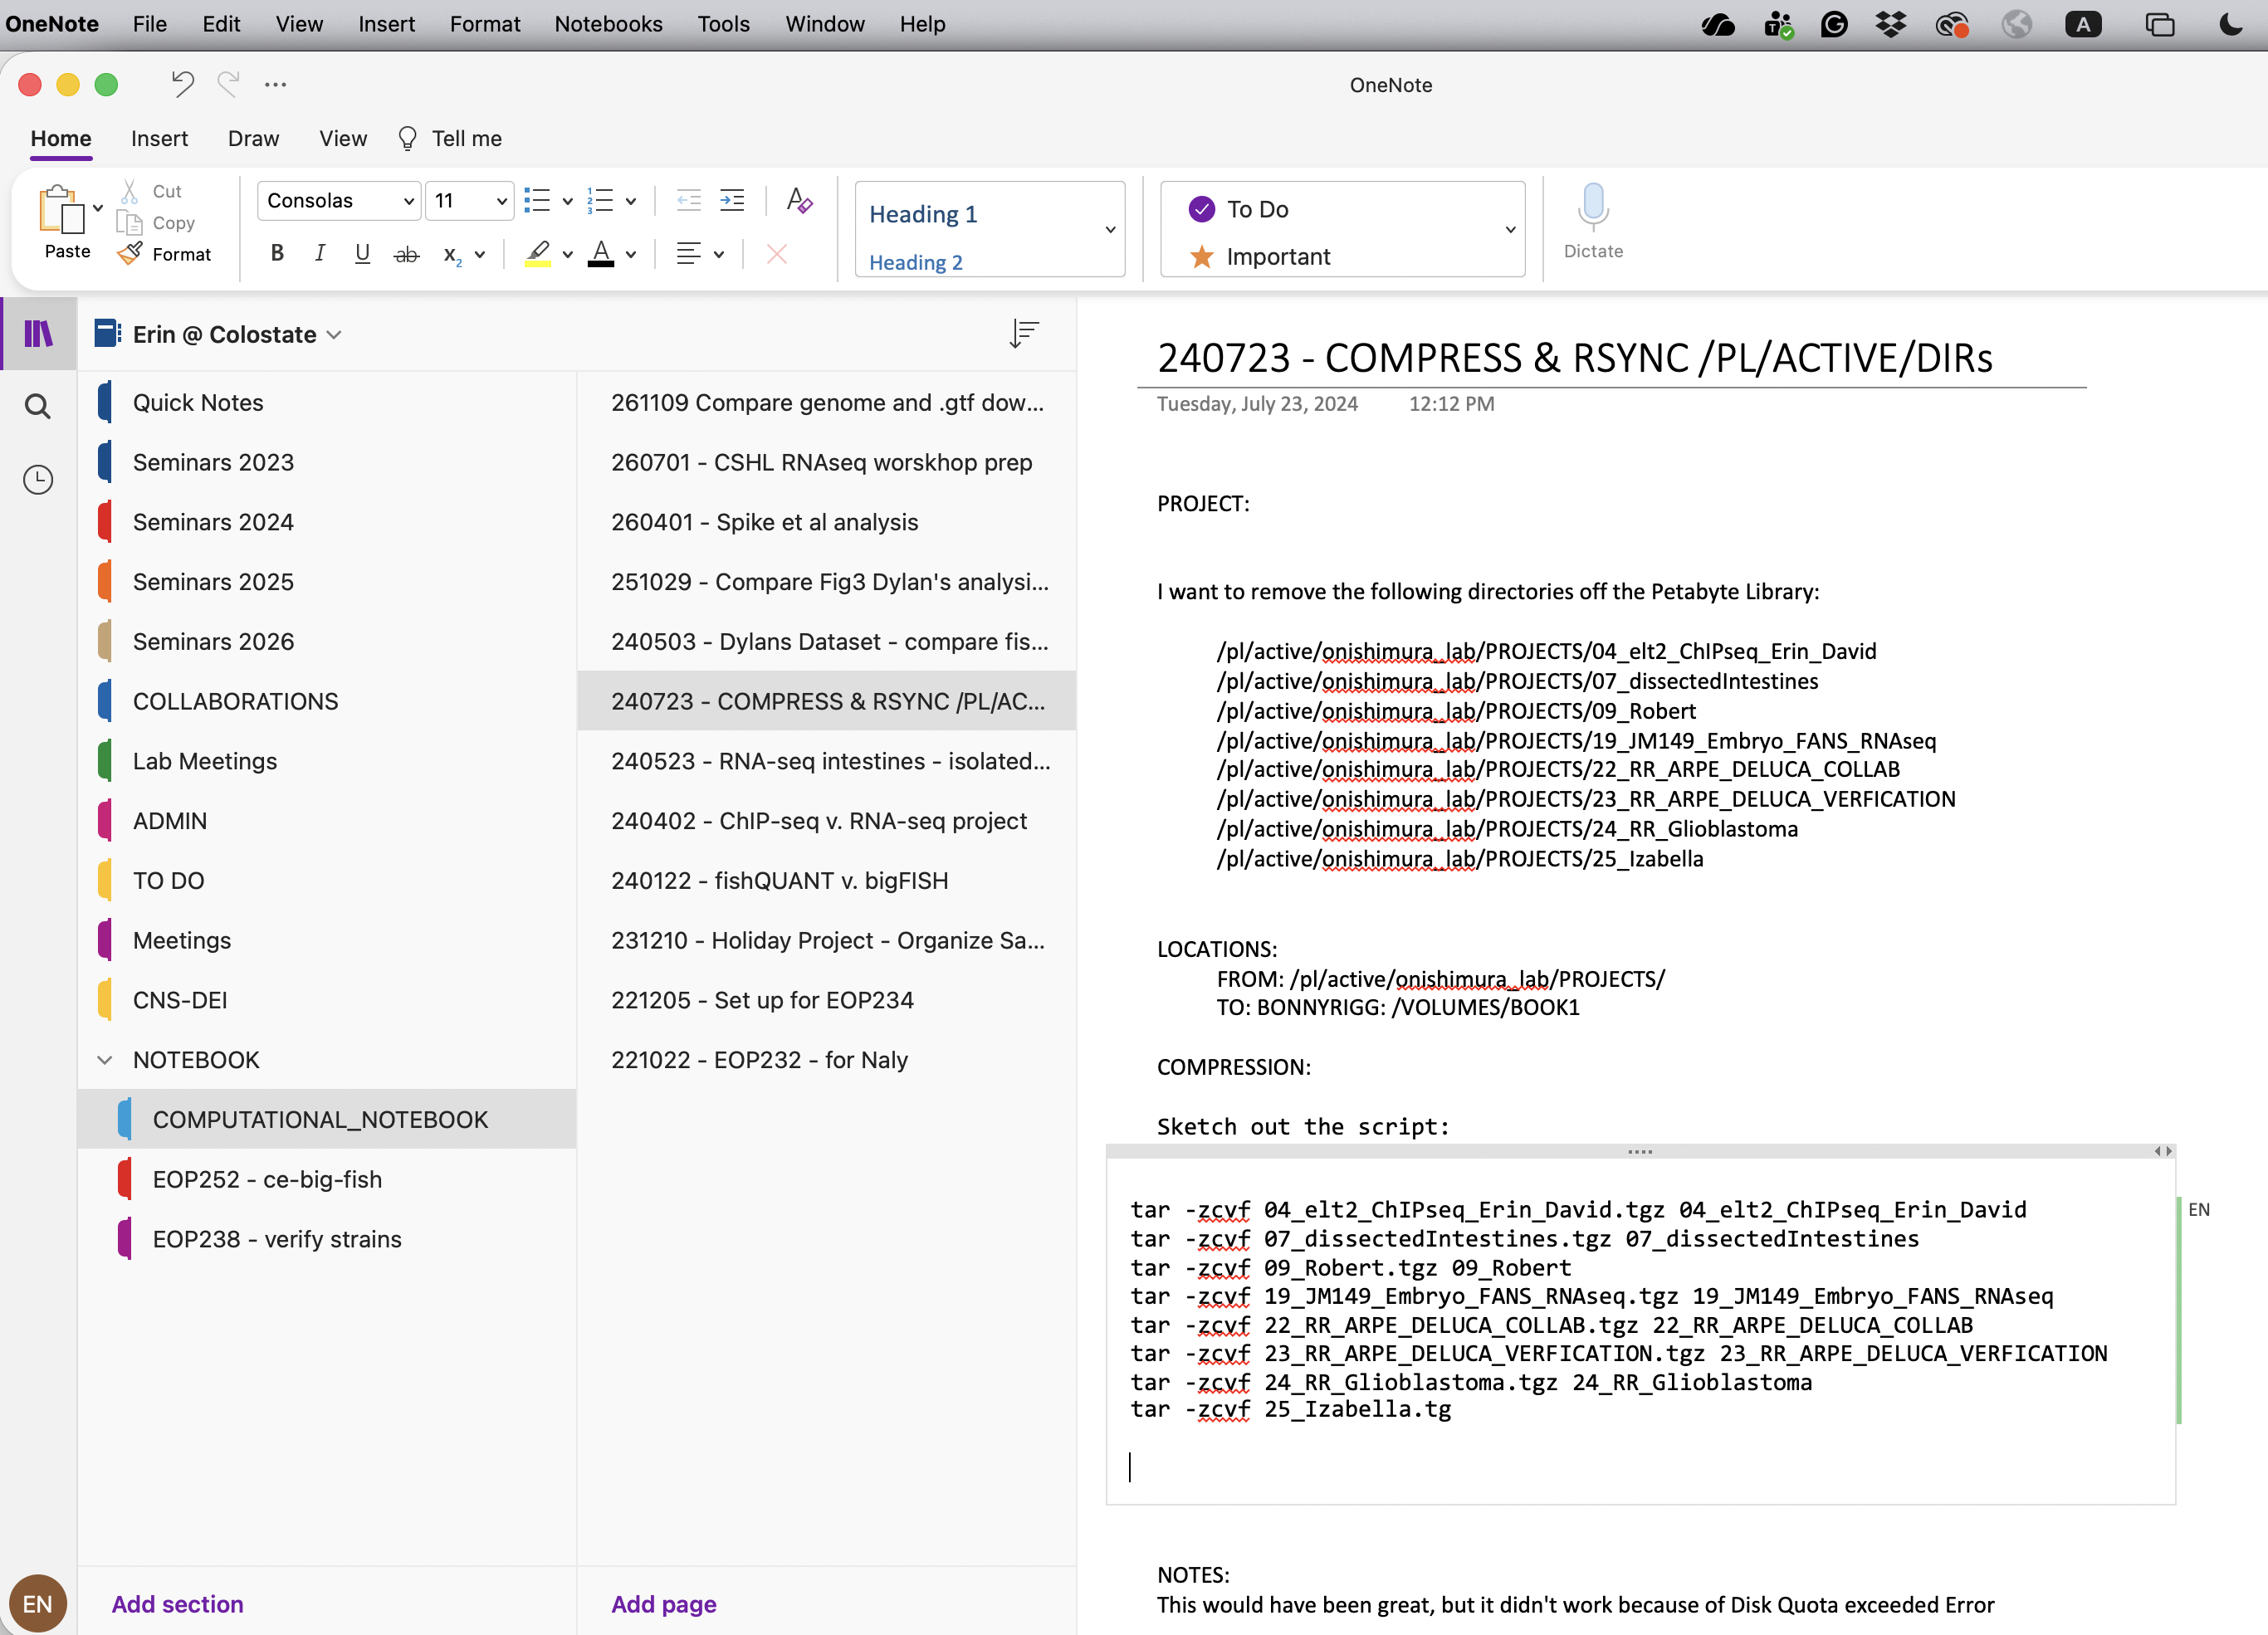 OneNote File Edit View Insert Format Notebooks Tools Window Help
A
OneNote
Home Insert Draw View Tell me
Paste
Cut
Copy
Format
Consolas 11
B I U ab x2 A
Heading 1
Heading 2
To Do
Important
Dictate
Erin @ Colostate
Quick Notes
Seminars 2023
Seminars 2024
Seminars 2025
Seminars 2026
COLLABORATIONS
Lab Meetings
ADMIN
TO DO
Meetings
CNS-DEI
NOTEBOOK
COMPUTATIONAL_NOTEBOOK
EOP252 - ce-big-fish
EOP238 - verify strains
Add section
EN
261109 Compare genome and .gtf dow...
260701 - CSHL RNAseq worskhop prep
260401 - Spike et al analysis
251029 - Compare Fig3 Dylan's analysi...
240503 - Dylans Dataset - compare fis...
240723 - COMPRESS & RSYNC /PL/AC...
240523 - RNA-seq intestines - isolated...
240402 - ChIP-seq v. RNA-seq project
240122 - fishQUANT v. bigFISH
231210 - Holiday Project - Organize Sa...
221205 - Set up for EOP234
221022 - EOP232 - for Naly
Add page
240723 - COMPRESS & RSYNC /PL/ACTIVE/DIRs
Tuesday, July 23, 2024 12:12 PM
PROJECT:
I want to remove the following directories off the Petabyte Library:
/pl/active/onishimura_lab/PROJECTS/04_elt2_ChIPseq_Erin_David
/pl/active/onishimura_lab/PROJECTS/07_dissectedIntestines
/pl/active/onishimura_lab/PROJECTS/09_Robert
/pl/active/onishimura_lab/PROJECTS/19_JM149_Embryo_FANS_RNAseq
/pl/active/onishimura_lab/PROJECTS/22_RR_ARPE_DELUCA_COLLAB
/pl/active/onishimura_lab/PROJECTS/23_RR_ARPE_DELUCA_VERFICATION
/pl/active/onishimura_lab/PROJECTS/24_RR_Glioblastoma
/pl/active/onishimura_lab/PROJECTS/25_Izabella
LOCATIONS:
FROM: /pl/active/onishimura_lab/PROJECTS/
TO: BONNYRIGG: /VOLUMES/BOOK1
COMPRESSION:
Sketch out the script:
tar -zcvf 04_elt2_ChIPseq_Erin_David.tgz 04_elt2_ChIPseq_Erin_David
tar -zcvf 07_dissectedIntestines.tgz 07_dissectedIntestines
tar -zcvf 09_Robert.tgz 09_Robert
tar -zcvf 19_JM149_Embryo_FANS_RNAseq.tgz 19_JM149_Embryo_FANS_RNAseq
tar -zcvf 22_RR_ARPE_DELUCA_COLLAB.tgz 22_RR_ARPE_DELUCA_COLLAB
tar -zcvf 23_RR_ARPE_DELUCA_VERFICATION.tgz 23_RR_ARPE_DELUCA_VERFICATION
tar -zcvf 24_RR_Glioblastoma.tgz 24_RR_Glioblastoma
tar -zcvf 25_Izabella.tg
EN
NOTES:
This would have been great, but it didn't work because of Disk Quota exceeded Error